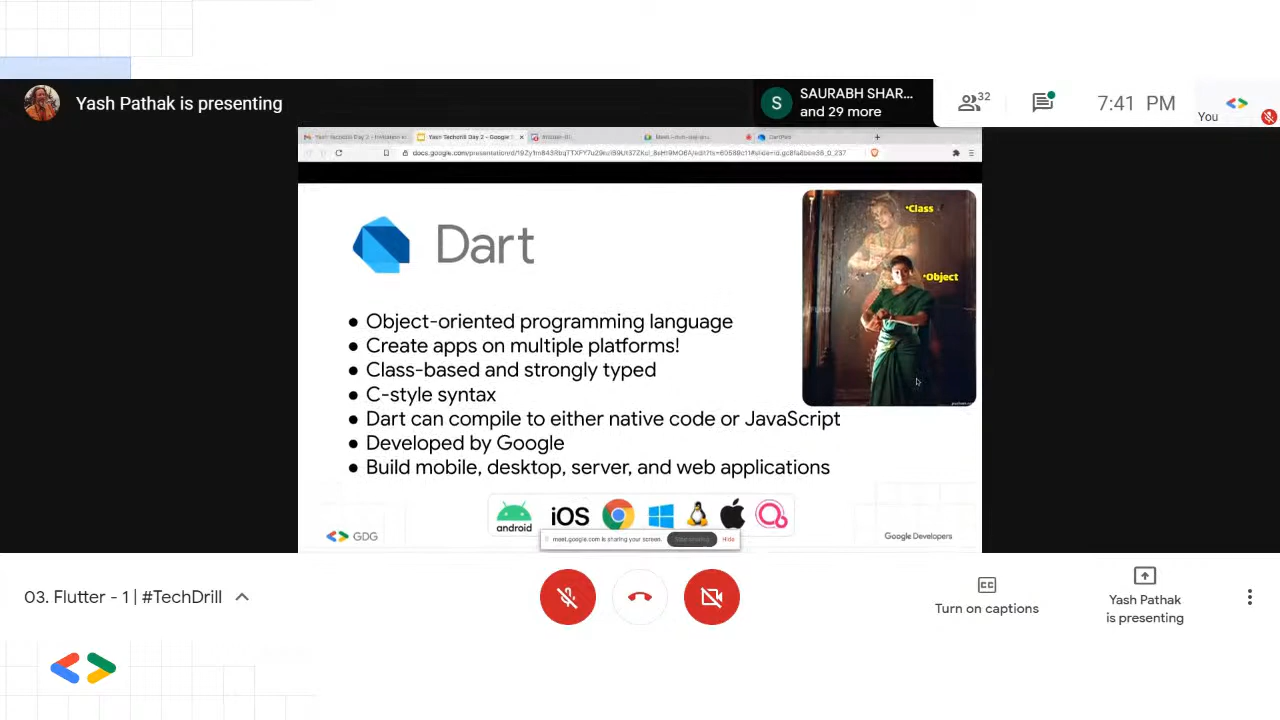 Yash Pathak is presenting
S
SAURABH SHAR...
and 29 more
32
7:41 PM
You
Dart
*Class
*Object
● Object-oriented programming language
● Create apps on multiple platforms!
● Class-based and strongly typed
● C-style syntax
● Dart can compile to either native code or JavaScript
● Developed by Google
● Build mobile, desktop, server, and web applications
android
iOS
meet.google.com is sharing your screen.
Stop sharing
Hide
GDG
Google Developers
03. Flutter - 1 | #TechDrill
CC
Turn on captions
Yash Pathak
is presenting